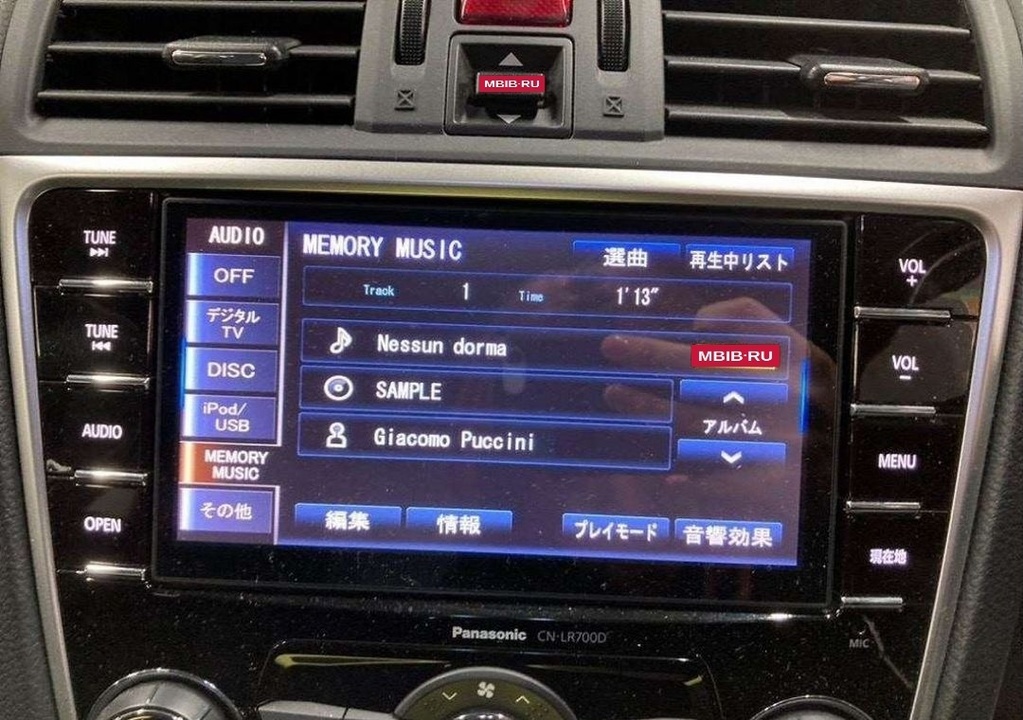 MBIB·RU
TUNE
TUNE
AUDIO
OPEN
AUDIO
OFF
デジタル
TV
DISC
iPod/
USB
MEMORY
MUSIC
その他
MEMORY MUSIC
選曲
再生中リスト
Track 1 Time 1'13"
Nessun dorma
MBIB·RU
SAMPLE
アルバム
Giacomo Puccini
編集
情報
プレイモード
音響効果
VOL
+
VOL
−
MENU
現在地
Panasonic CN-LR700D
MIC